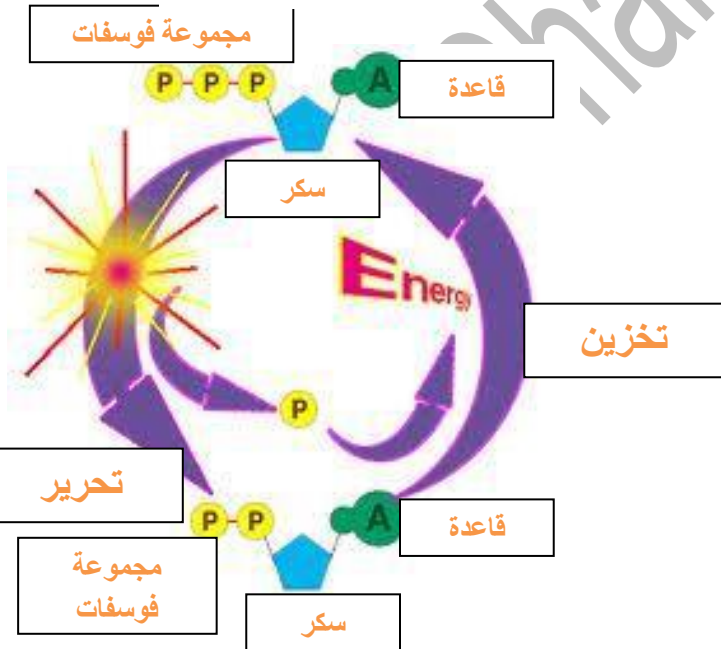 مجموعة فوسفات
P-P-P
A
قاعدة
سكر
Energy
تخزين
P
تحرير
P-P
A
قاعدة
مجموعة
فوسفات
سكر